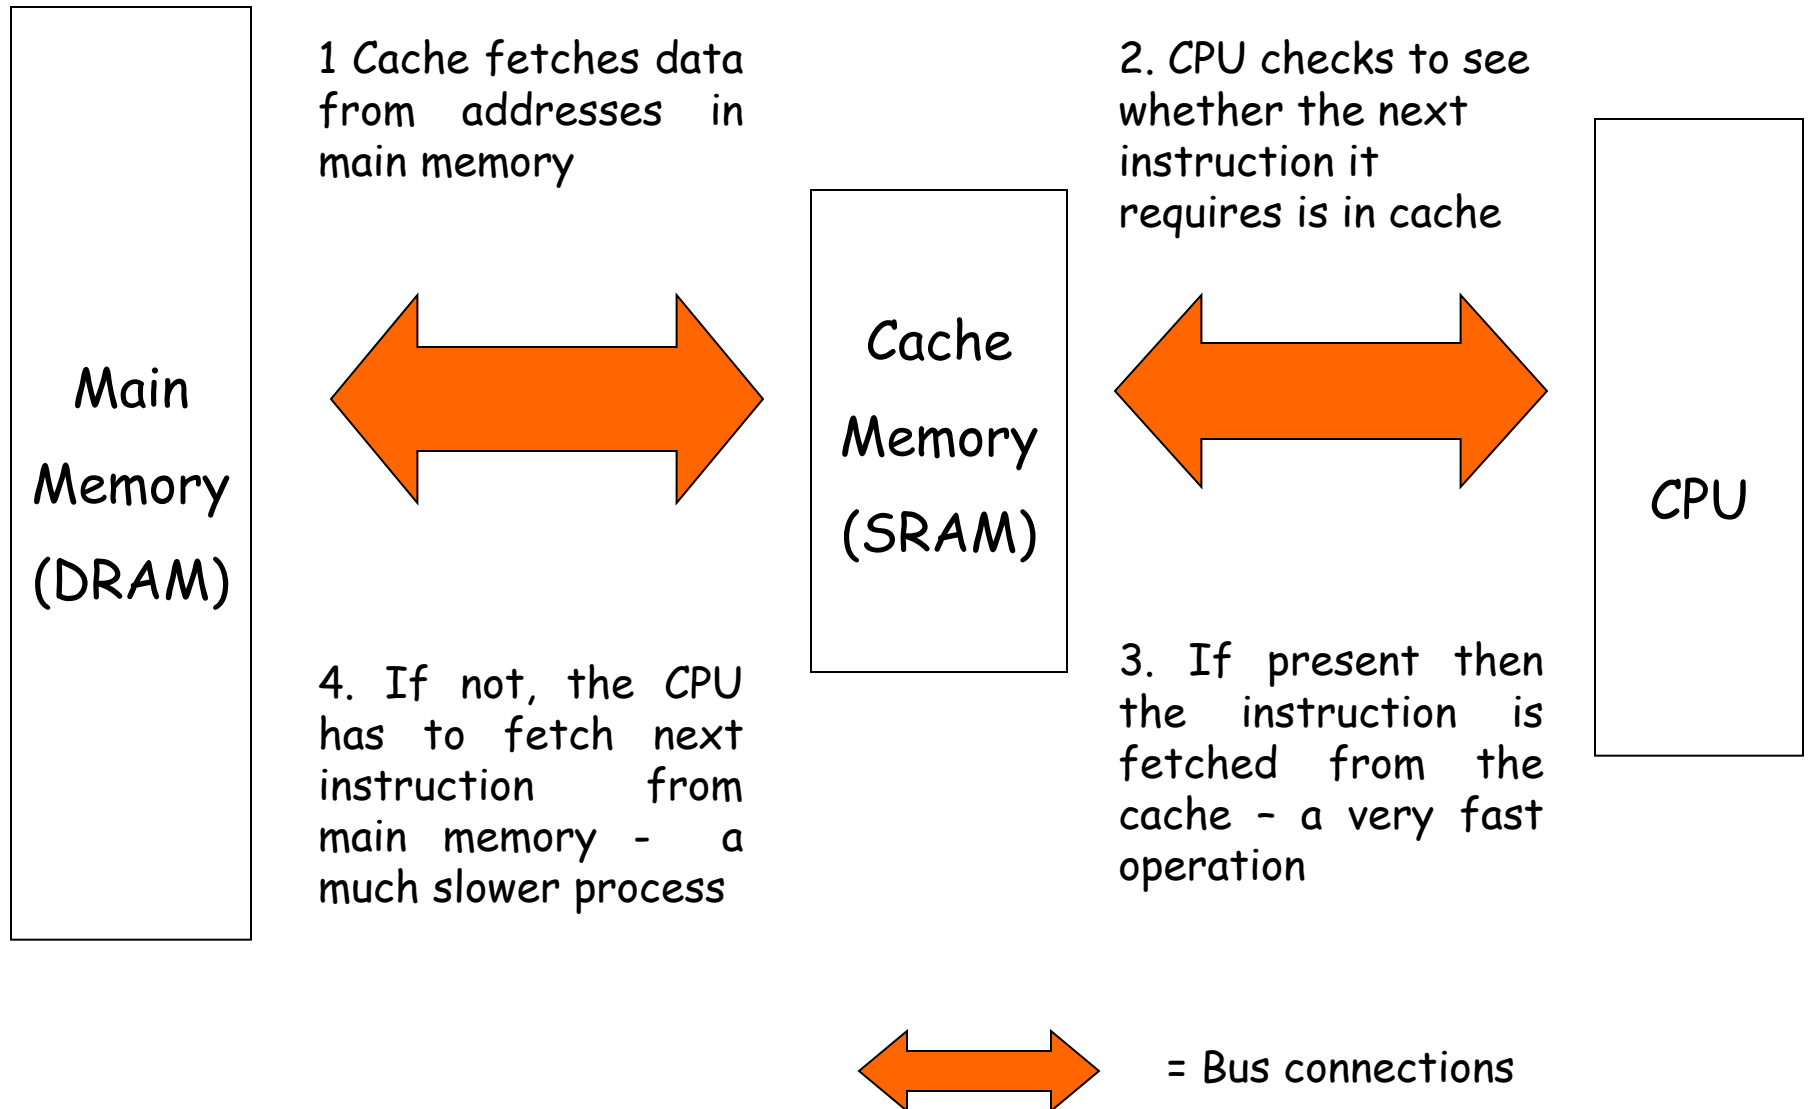 1 Cache fetches data
from addresses in
main memory
2. CPU checks to see
whether the next
instruction it
requires is in cache
Main
Memory
(DRAM)
Cache
Memory
(SRAM)
CPU
4. If not, the CPU
has to fetch next
instruction from
main memory - a
much slower process
3. If present then
the instruction is
fetched from the
cache – a very fast
operation
= Bus connections